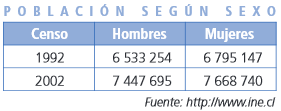 POBLACIÓN SEGÚN SEXO
Censo Hombres Mujeres
1992 6 533 254 6 795 147
2002 7 447 695 7 668 740
Fuente: http://www.ine.cl